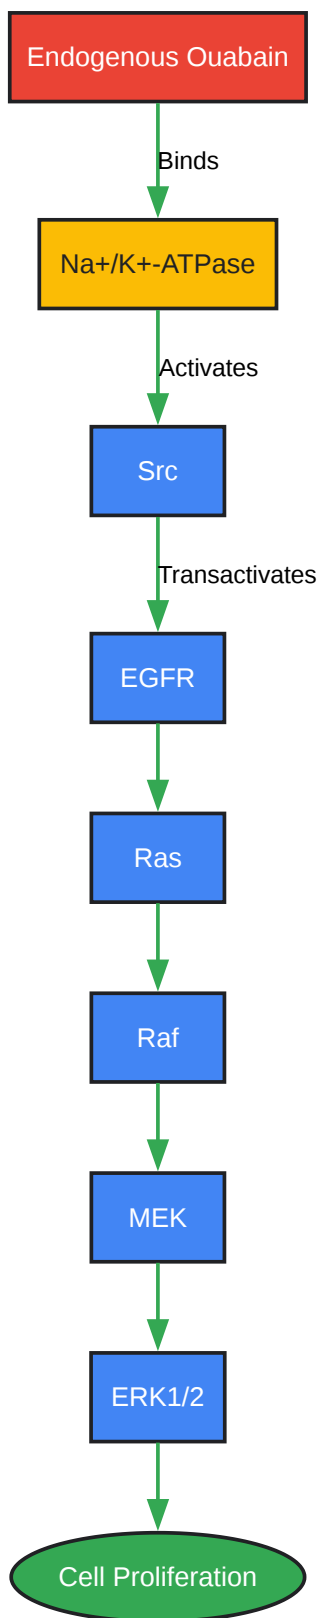 Endogenous Ouabain
Binds
Na+/K+-ATPase
Activates
Src
Transactivates
EGFR
Ras
Raf
MEK
ERK1/2
Cell Proliferation